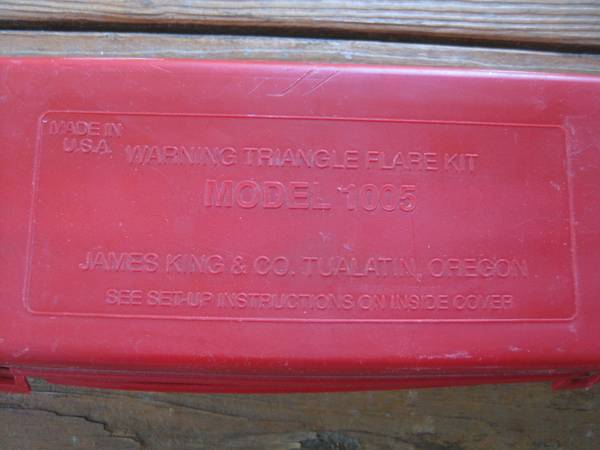 MADE IN
U.S.A.
WARNING TRIANGLE FLARE KIT
MODEL 1005
JAMES KING & CO. TUALATIN, OREGON
SEE SET-UP INSTRUCTIONS ON INSIDE COVER